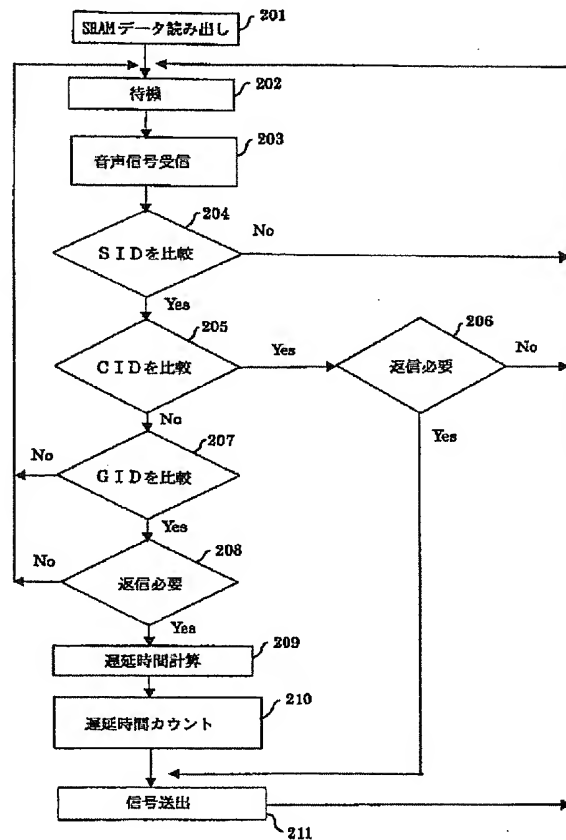 SRAMデータ読み出し
201
待機
202
音声信号受信
203
204
SIDを比較
No
Yes
205
CIDを比較
Yes
206
返信必要
No
No
Yes
207
No
GIDを比較
Yes
208
No
返信必要
Yes
遅延時間計算
209
210
遅延時間カウント
信号送出
211